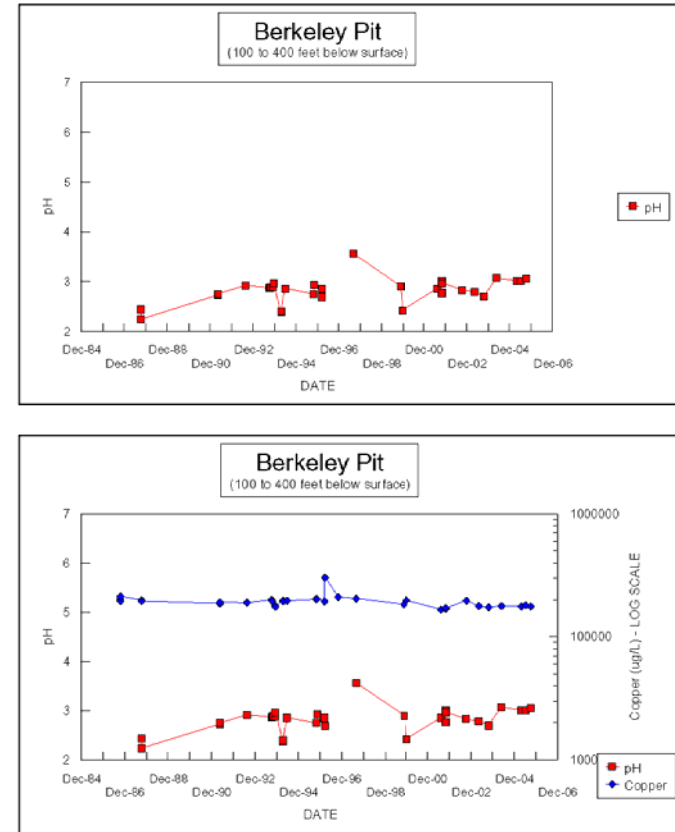 Berkeley Pit
(100 to 400 feet below surface)
7
6
5
4
3
2
pH
pH
Dec-84 Dec-88 Dec-92 Dec-96 Dec-00 Dec-04
Dec-86 Dec-90 Dec-94 Dec-98 Dec-02 Dec-06
DATE
Berkeley Pit
(100 to 400 feet below surface)
7
6
5
4
3
2
pH
1000000
100000
Copper (ug/L) - LOG SCALE
pH
Copper
Dec-84 Dec-88 Dec-92 Dec-96 Dec-00 Dec-04
Dec-86 Dec-90 Dec-94 Dec-98 Dec-02 Dec-06
DATE